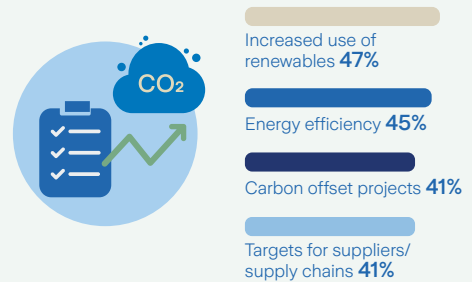 CO₂
Increased use of
renewables 47%
Energy efficiency 45%
Carbon offset projects 41%
Targets for suppliers/
supply chains 41%